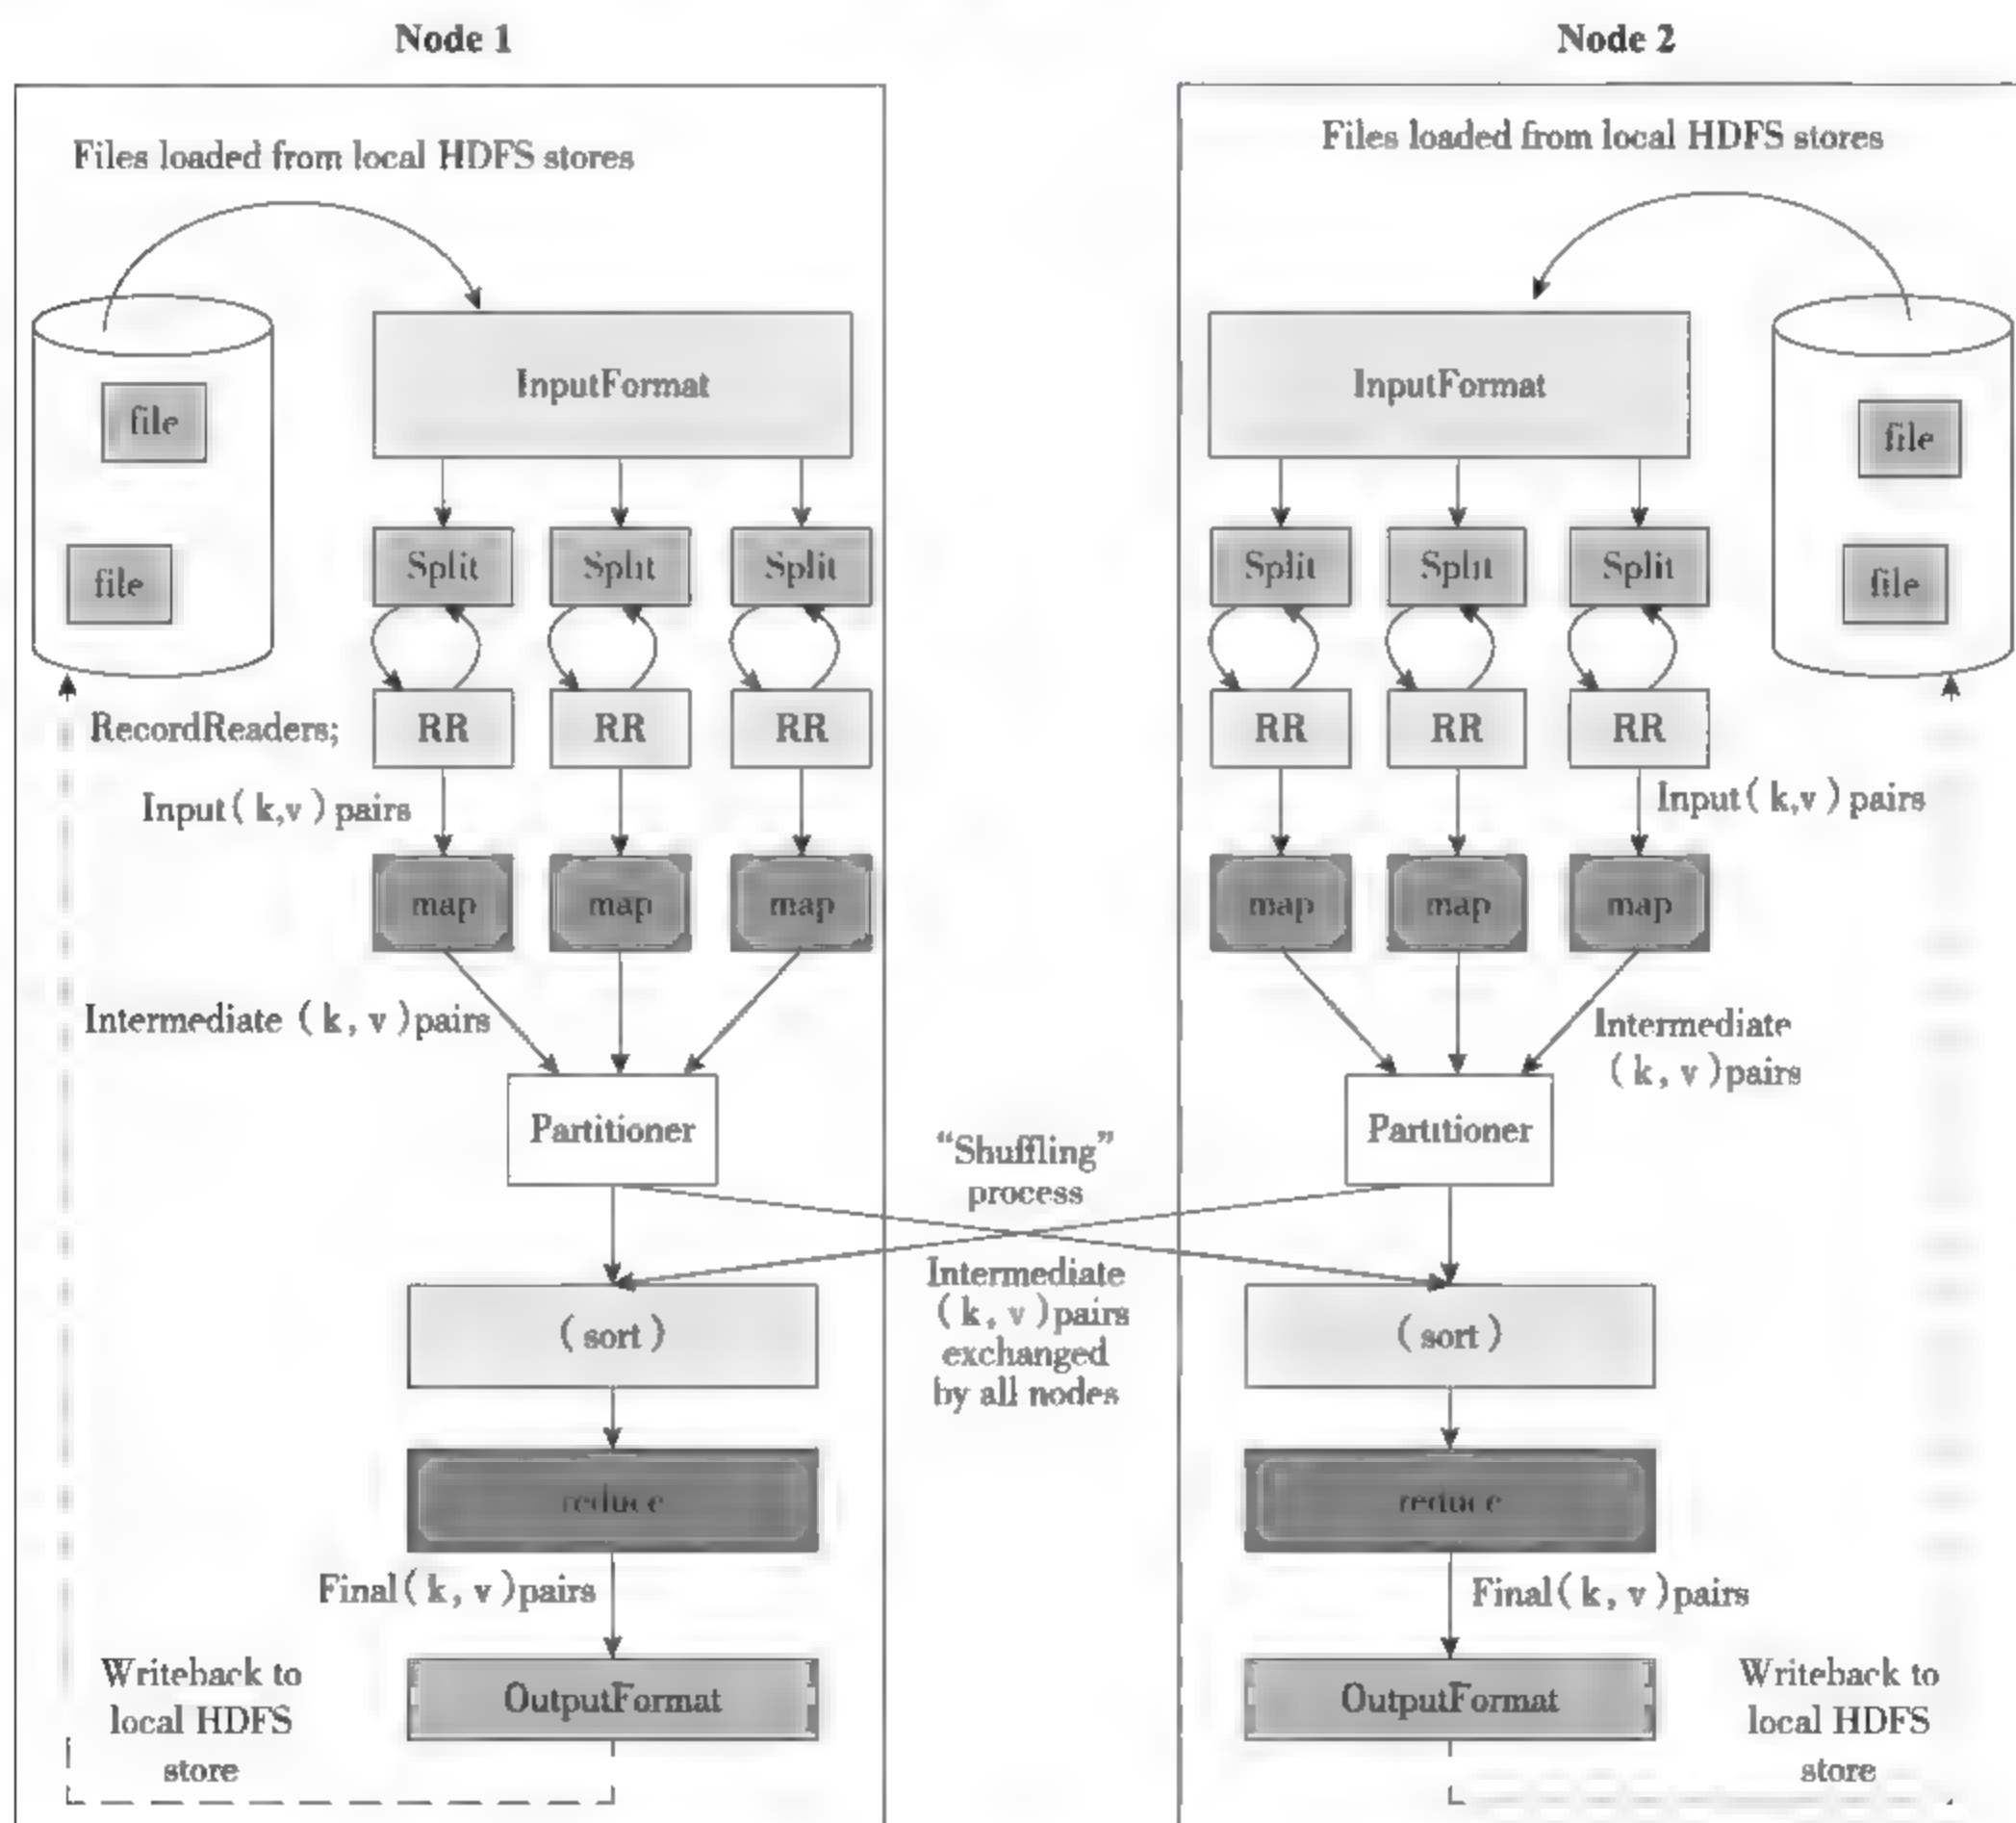 Node 1
Files loaded from local HDFS stores
InputFormat
file
file
Split Split Split
RecordReaders;
RR RR RR
Input(k,v)pairs
map map map
Intermediate (k, v)pairs
Partitioner
(sort)
reduce
Final(k, v)pairs
OutputFormat
Writeback to
local HDFS
store
"Shuffling"
process
Intermediate
(k, v)pairs
exchanged
by all nodes
Node 2
Files loaded from local HDFS stores
InputFormat
file
file
Split Split Split
RR RR RR
Input(k,v)pairs
map map map
Intermediate
(k, v)pairs
Partitioner
(sort)
reduce
Final(k, v)pairs
OutputFormat
Writeback to
local HDFS
store